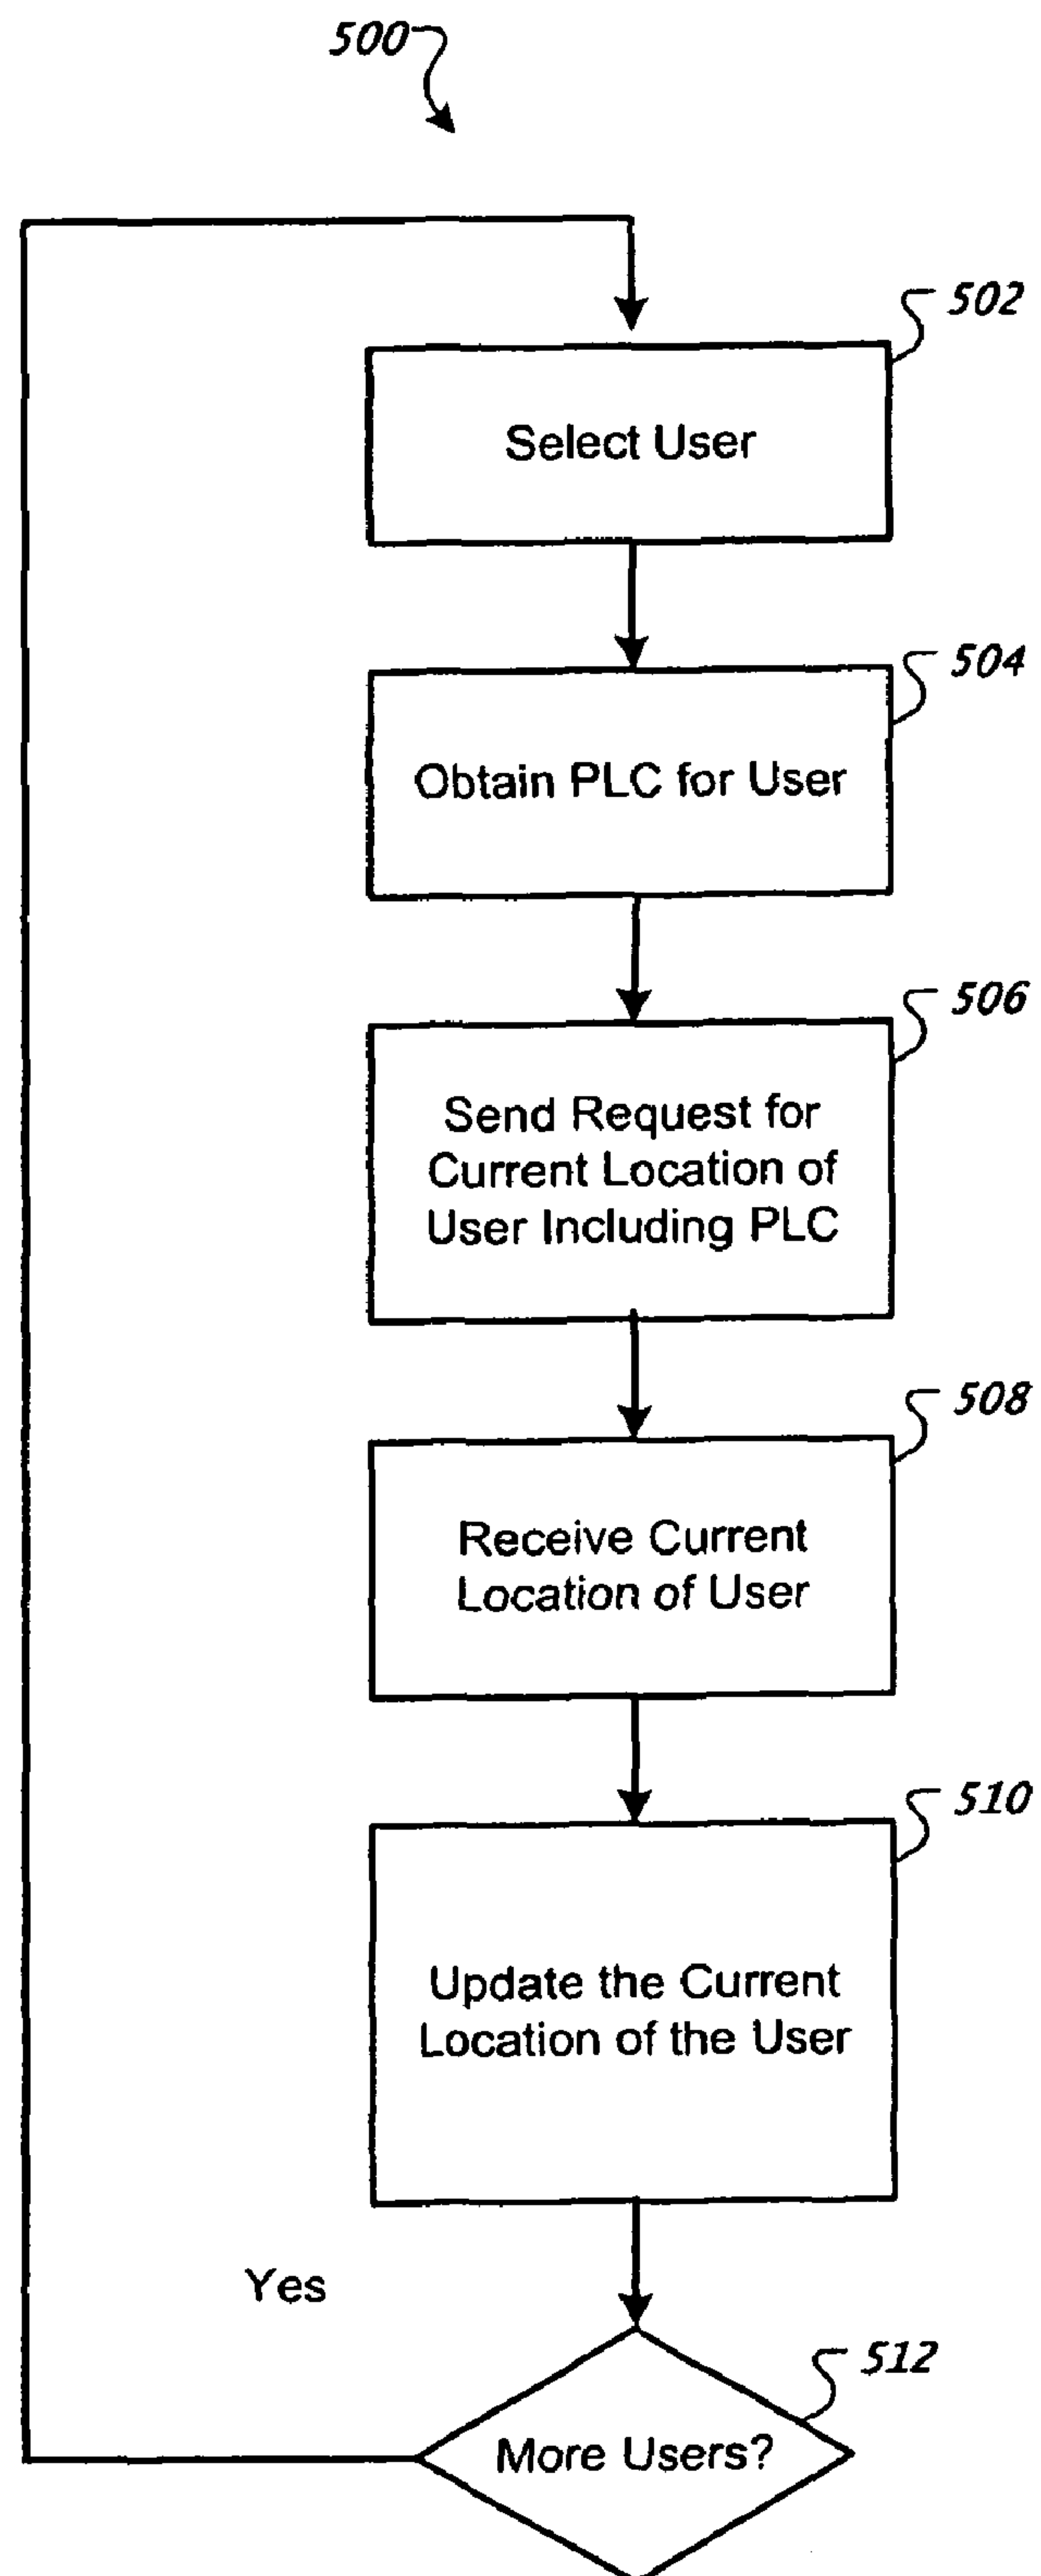 500
502
Select User
504
Obtain PLC for User
506
Send Request for
Current Location of
User Including PLC
508
Receive Current
Location of User
510
Update the Current
Location of the User
Yes
512
More Users?